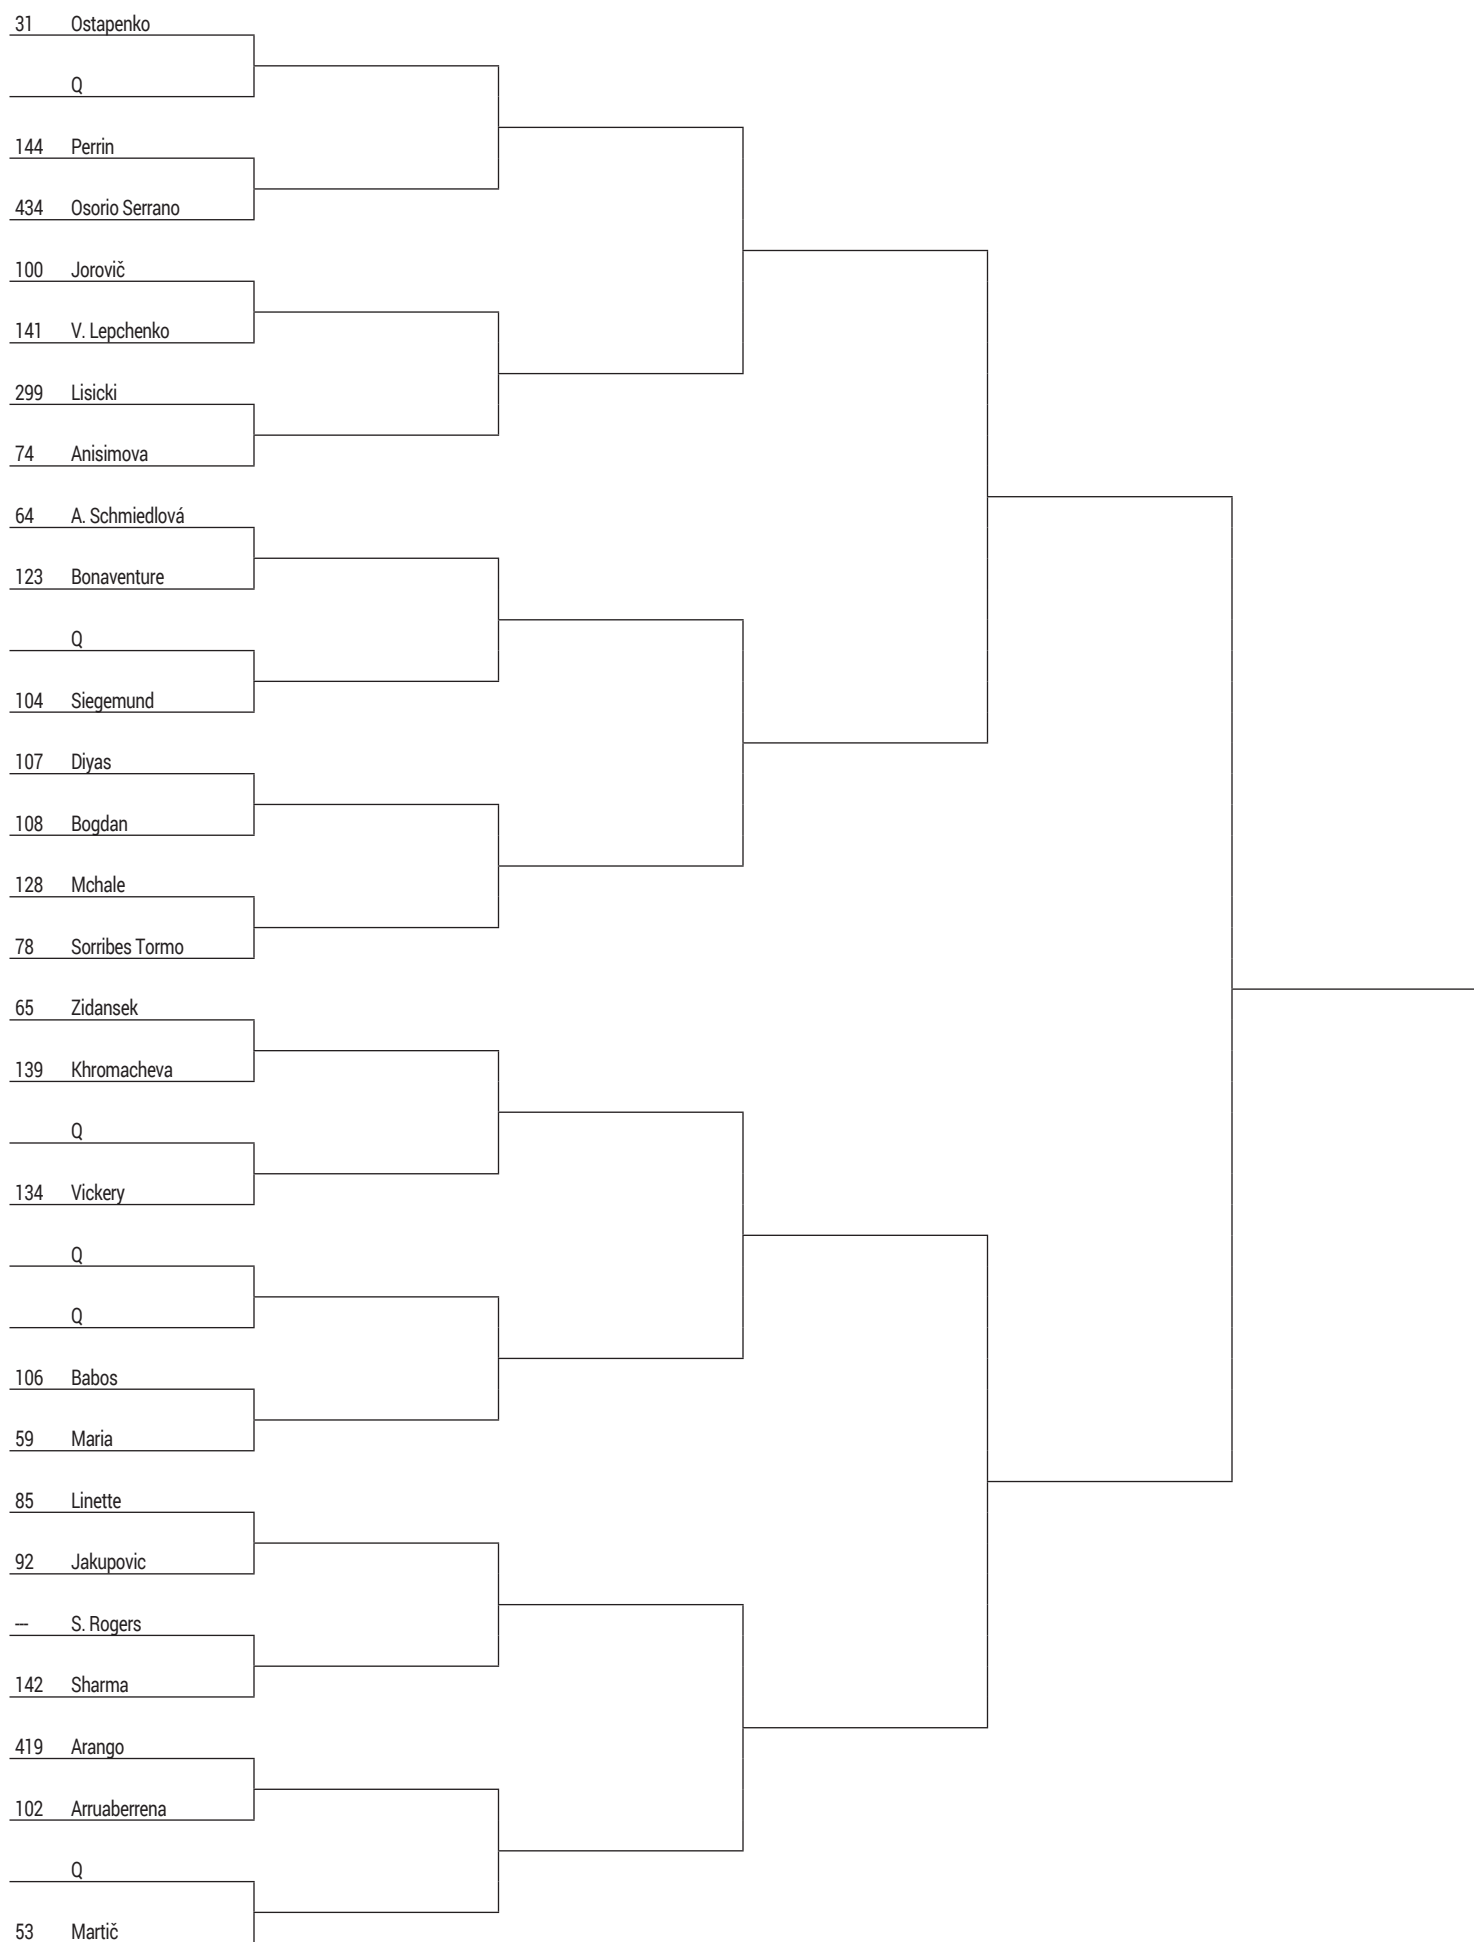 31 Ostapenko
Q
144 Perrin
434 Osorio Serrano
100 Jorovič
141 V. Lepchenko
299 Lisicki
74 Anisimova
64 A. Schmiedlová
123 Bonaventure
Q
104 Siegemund
107 Diyas
108 Bogdan
128 Mchale
78 Sorribes Tormo
65 Zidansek
139 Khromacheva
Q
134 Vickery
Q
Q
106 Babos
59 Maria
85 Linette
92 Jakupovic
--- S. Rogers
142 Sharma
419 Arango
102 Arruaberrena
Q
53 Martič